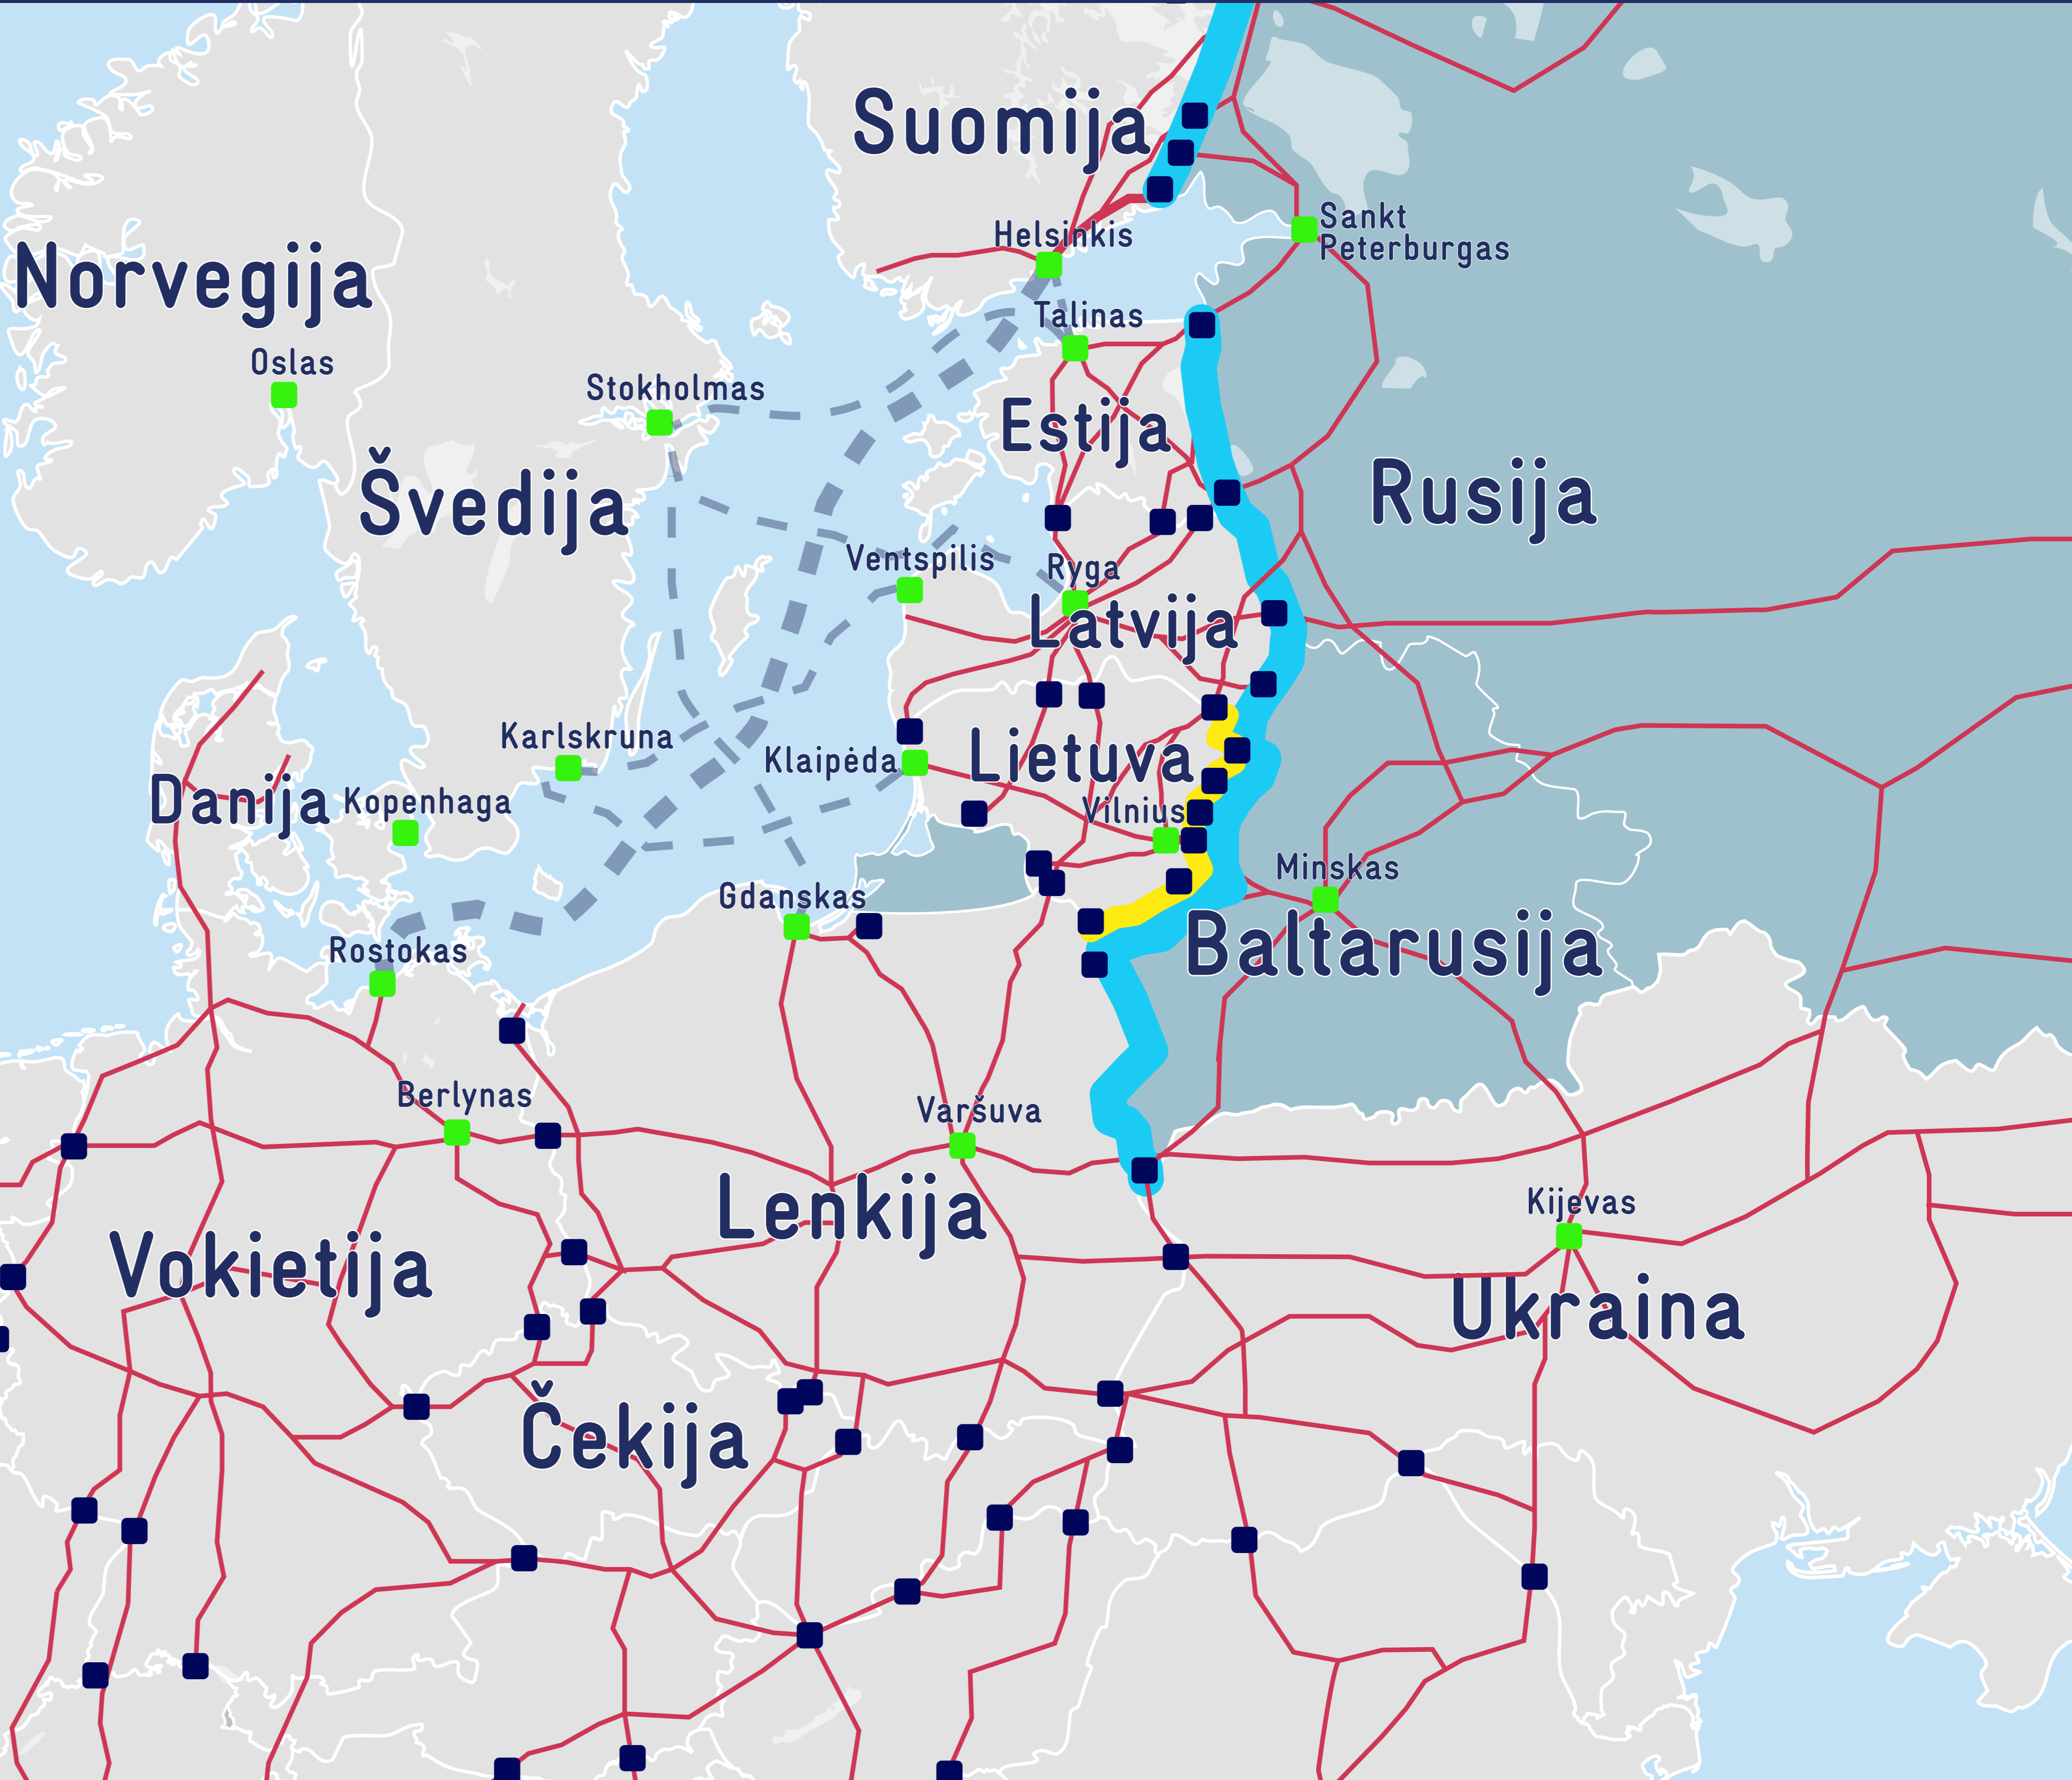 Suomija
Sankt
Peterburgas
Helsinkis
Norvegija
Talinas
Oslas
Stokholmas
Estija
Rusija
Švedija
Ventspilis
Ryga
Latvija
Karlskruna
Lietuva
Klaipėda
Danija
Kopenhaga
Vilnius
Minskas
Gdanskas
Baltarusija
Rostokas
Berlynas
Varšuva
Lenkija
Kijevas
Vokietija
Ukraina
Čekija